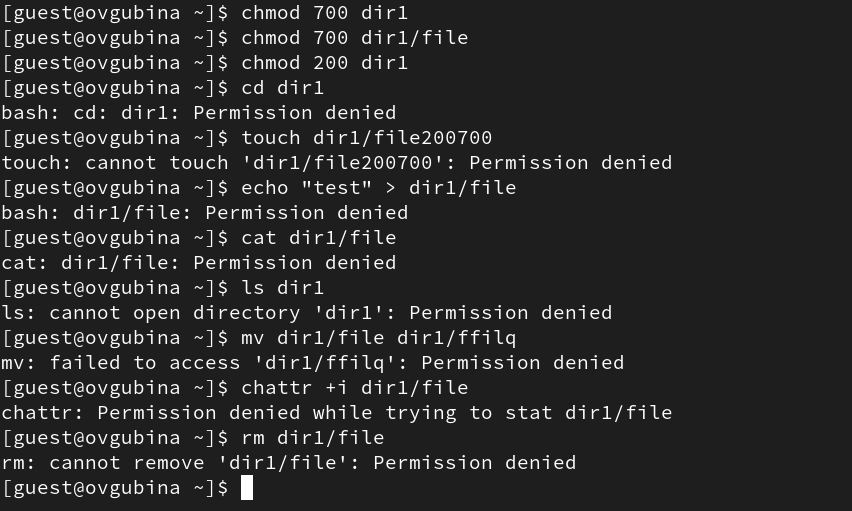 [guest@ovgubina ~]$ chmod 700 dir1
[guest@ovgubina ~]$ chmod 700 dir1/file
[guest@ovgubina ~]$ chmod 200 dir1
[guest@ovgubina ~]$ cd dir1
bash: cd: dir1: Permission denied
[guest@ovgubina ~]$ touch dir1/file200700
touch: cannot touch 'dir1/file200700': Permission denied
[guest@ovgubina ~]$ echo "test" > dir1/file
bash: dir1/file: Permission denied
[guest@ovgubina ~]$ cat dir1/file
cat: dir1/file: Permission denied
[guest@ovgubina ~]$ ls dir1
ls: cannot open directory 'dir1': Permission denied
[guest@ovgubina ~]$ mv dir1/file dir1/ffilq
mv: failed to access 'dir1/ffilq': Permission denied
[guest@ovgubina ~]$ chattr +i dir1/file
chattr: Permission denied while trying to stat dir1/file
[guest@ovgubina ~]$ rm dir1/file
rm: cannot remove 'dir1/file': Permission denied
[guest@ovgubina ~]$